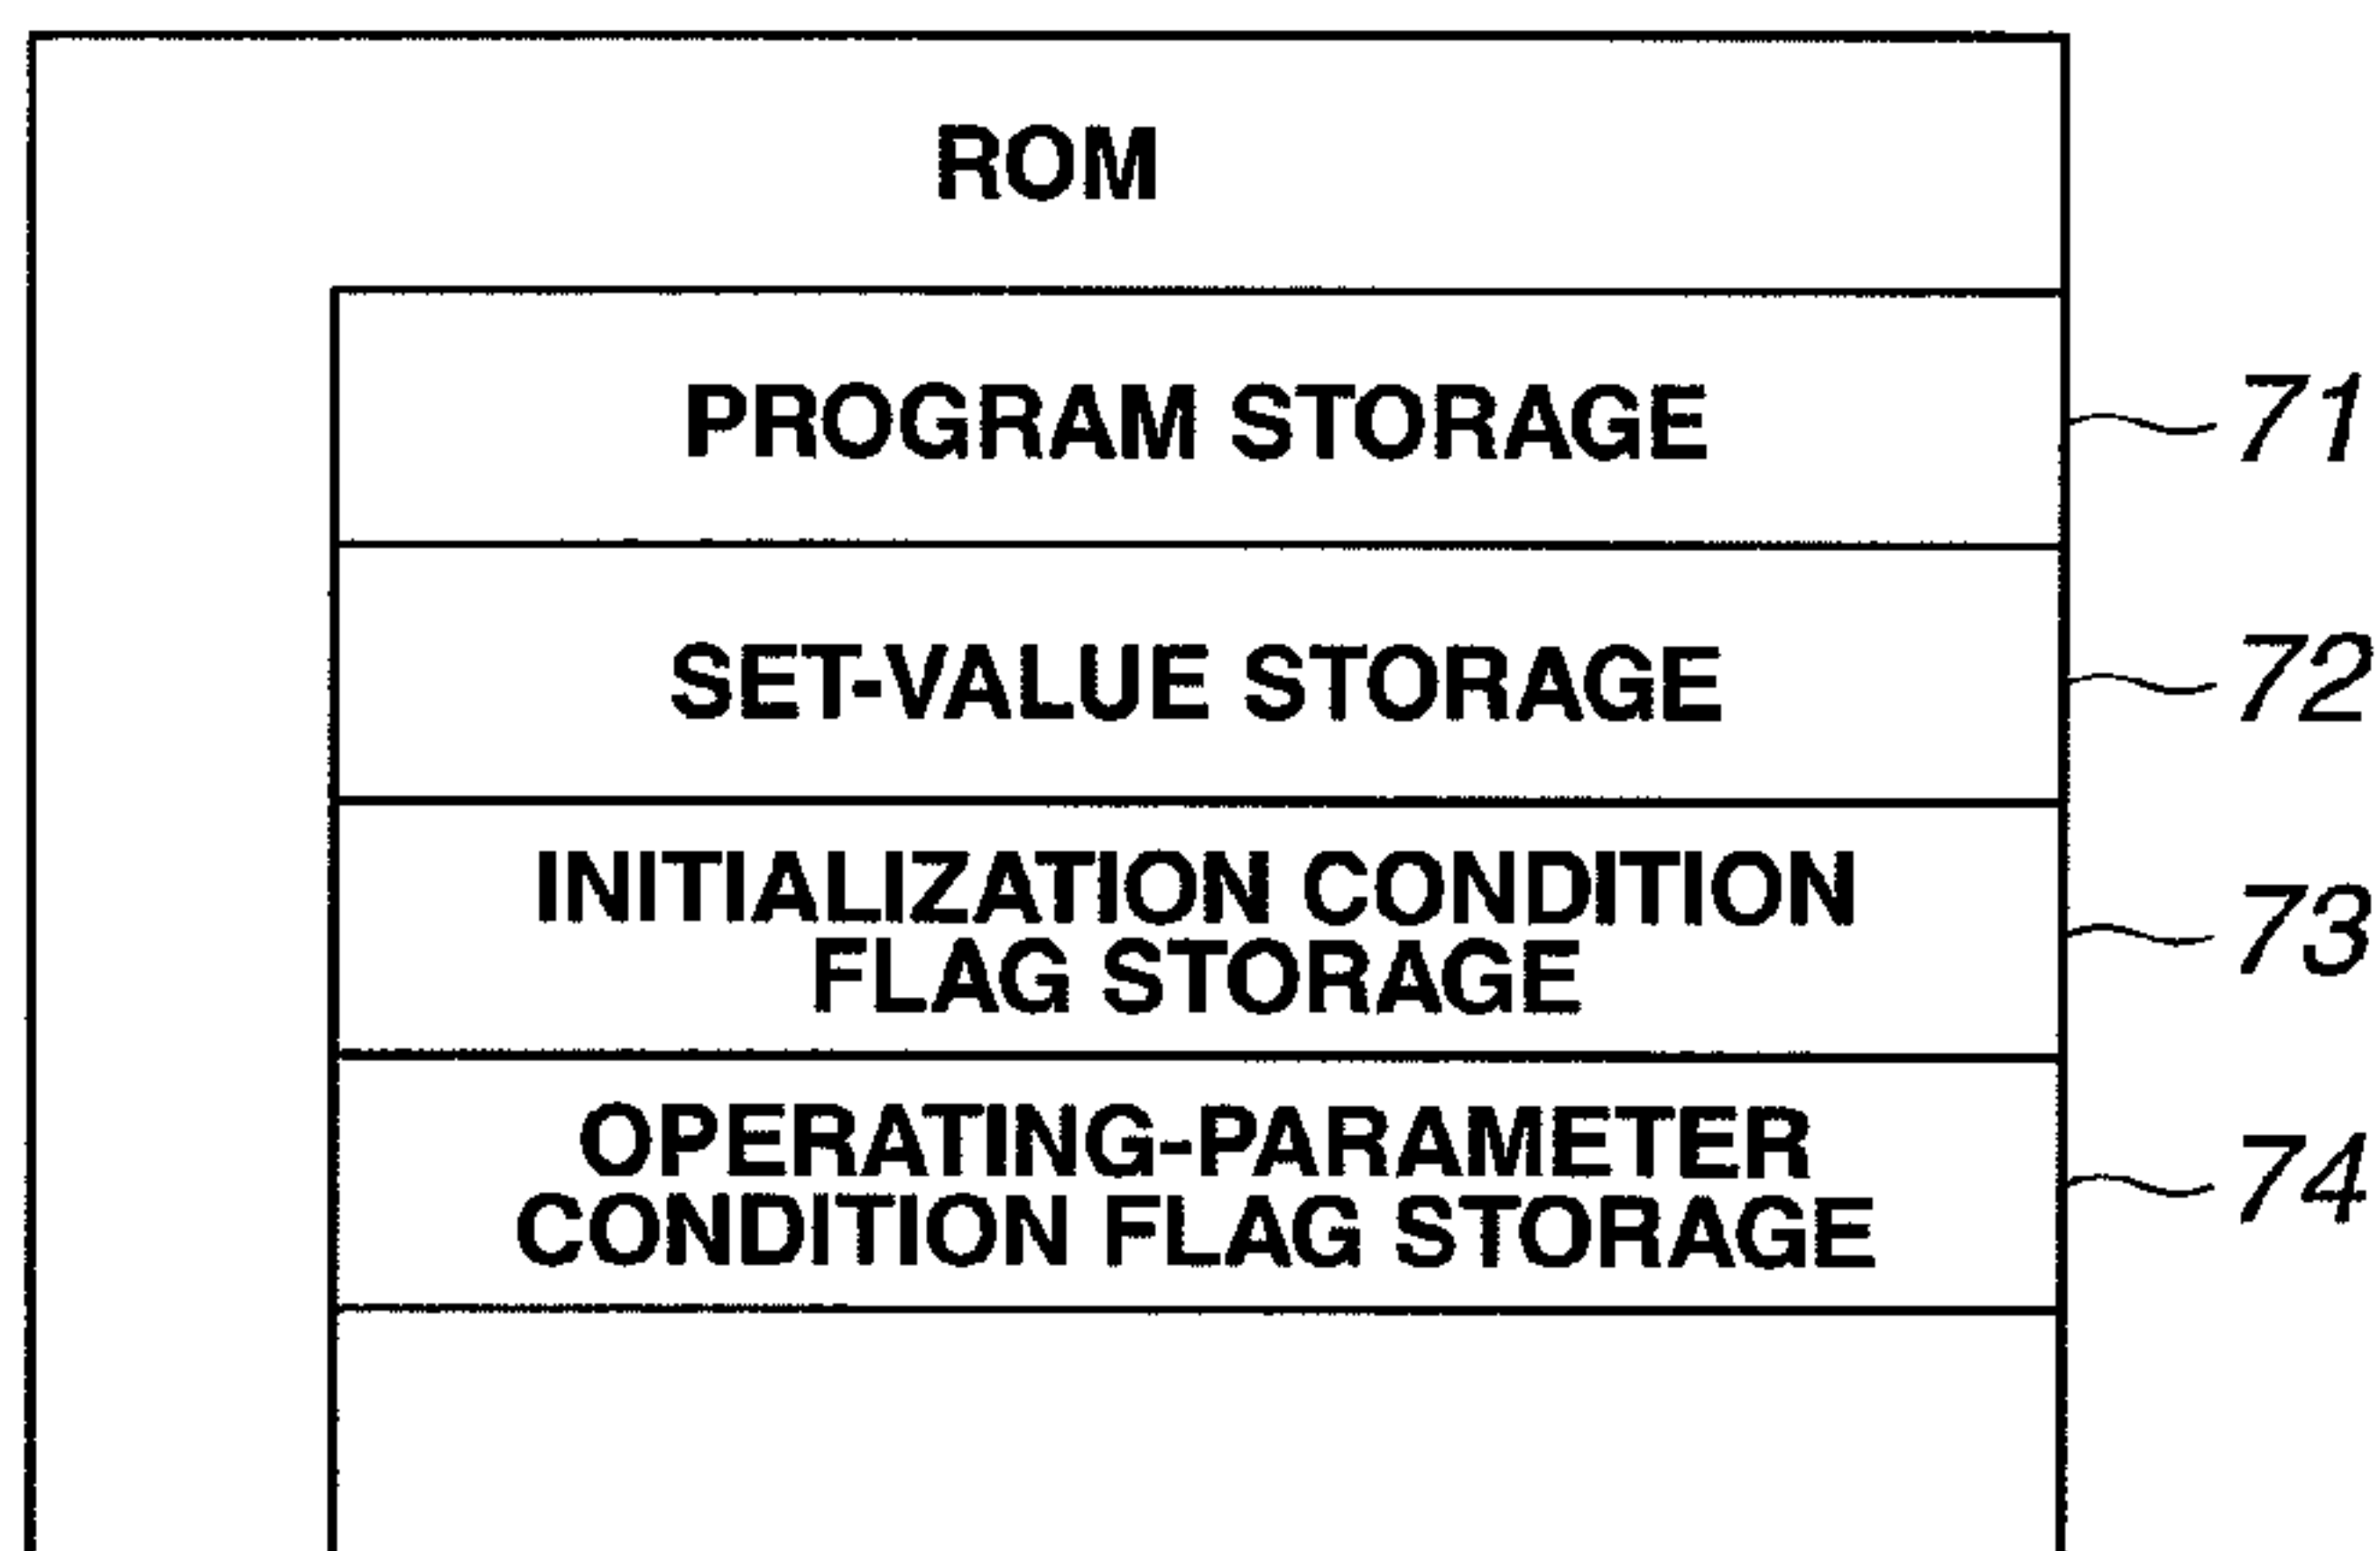 ROM
PROGRAM STORAGE
71
SET-VALUE STORAGE
72
INITIALIZATION CONDITION
FLAG STORAGE
73
OPERATING-PARAMETER
CONDITION FLAG STORAGE
74